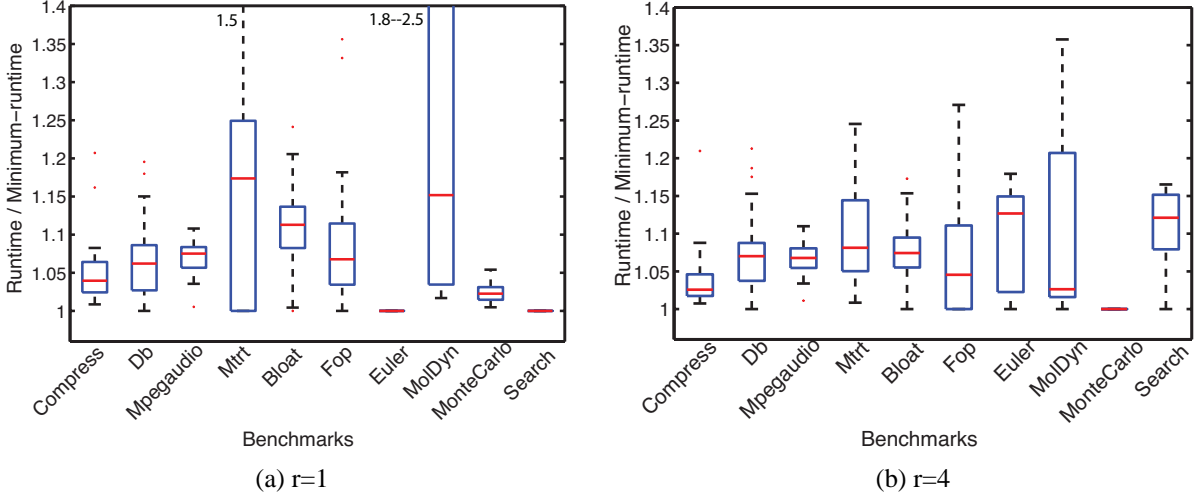 1.4
1.35
1.3
1.25
1.2
1.15
1.1
1.05
1
Runtime / Minimum−runtime
1.5
1.8--2.5
Compress
Db
Mpegaudio
Mtrt
Bloat
Fop
Euler
MolDyn
MonteCarlo
Search
Benchmarks
(a) r=1
1.4
1.35
1.3
1.25
1.2
1.15
1.1
1.05
1
Runtime / Minimum−runtime
Compress
Db
Mpegaudio
Mtrt
Bloat
Fop
Euler
MolDyn
MonteCarlo
Search
Benchmarks
(b) r=4